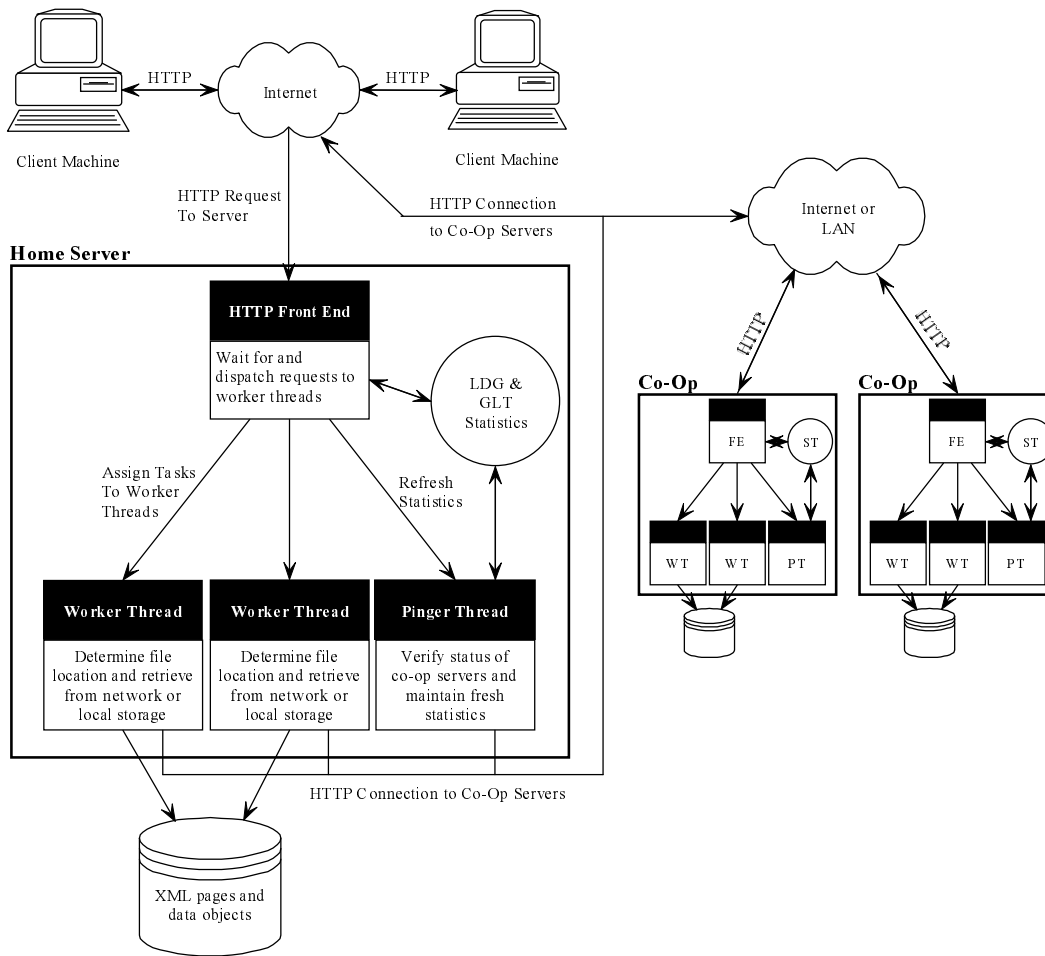 HTTP
HTTP
Internet
Client Machine
Client Machine
HTTP Request
To Server
HTTP Connection
to Co-Op Servers
Internet or
LAN
Home Server
HTTP Front End
Wait for and
dispatch requests to
worker threads
LDG &
GLT
Statistics
HTTP
HTTP
Co-Op
Co-Op
FE
ST
FE
ST
Assign Tasks
To Worker
Threads
Refresh
Statistics
WT
WT
PT
WT
WT
PT
Worker Thread
Worker Thread
Pinger Thread
Determine file
location and retrieve
from network or
local storage
Determine file
location and retrieve
from network or
local storage
Verify status of
co-op servers and
maintain fresh
statistics
HTTP Connection to Co-Op Servers
XML pages and
data objects